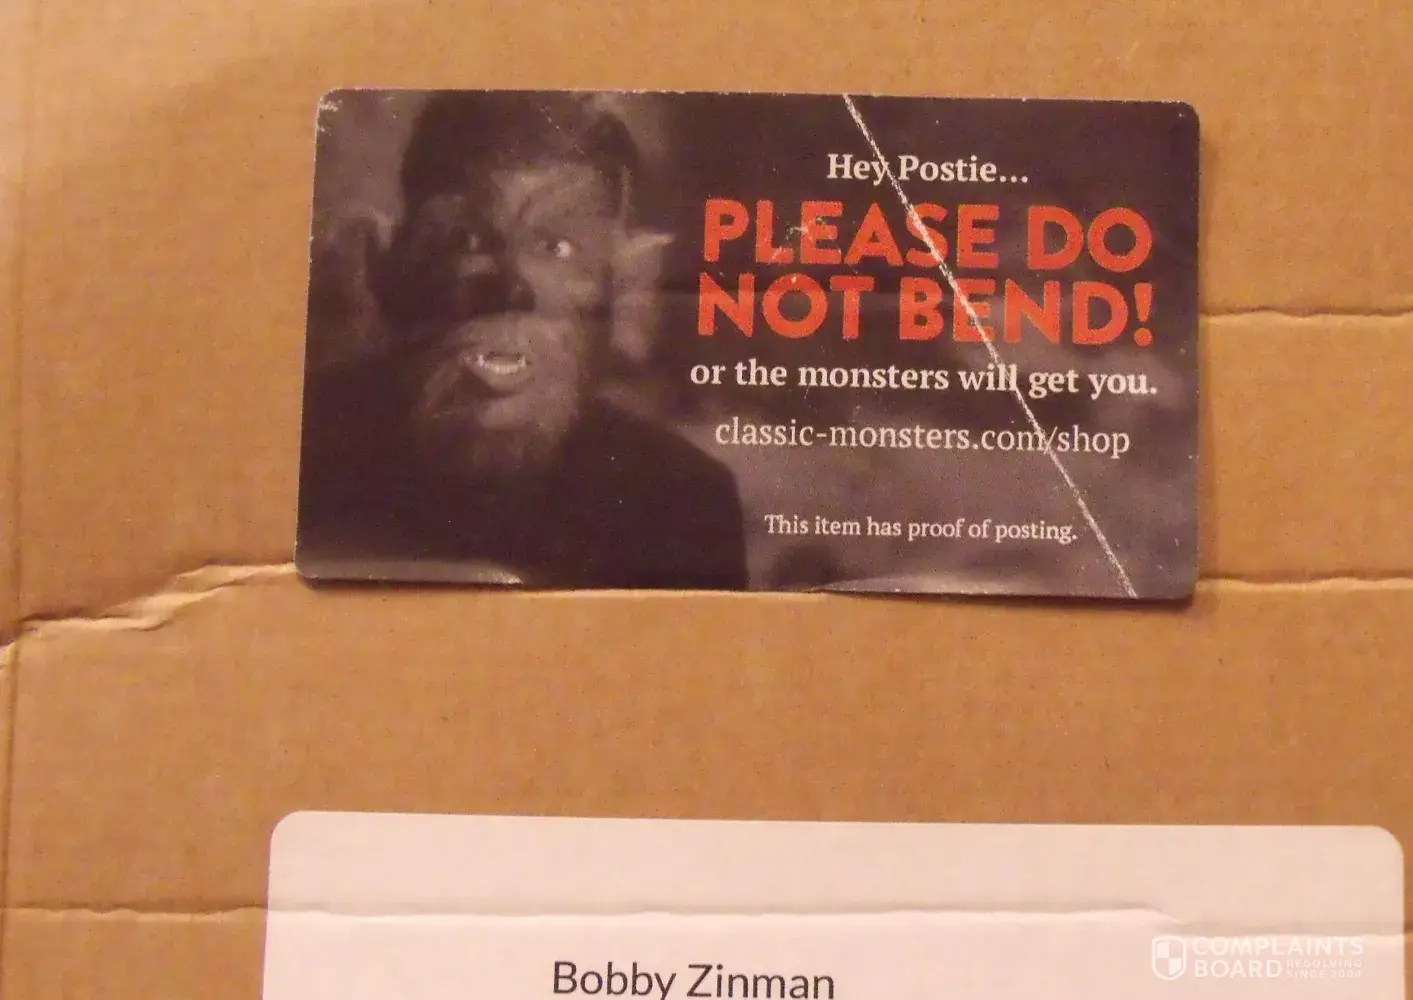 Hey Postie...
PLEASE DO
NOT BEND!
or the monsters will get you.
classic-monsters.com/shop
This item has proof of posting.
Bobby Zinman
COMPLAINTS
BOARD RESOLVING
SINCE 2004